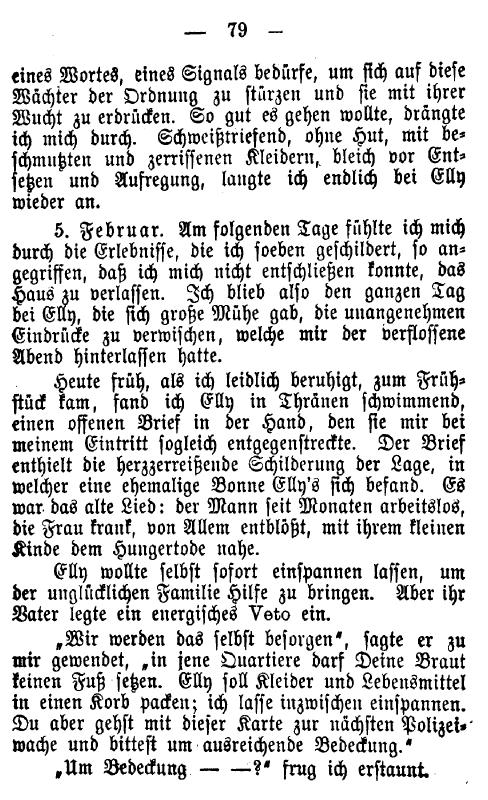 — 79 —
eines Wortes, eines Signals bedürfe, um sich auf diese
Wächter der Ordnung zu stürzen und sie mit ihrer
Wucht zu erdrücken. So gut es gehen wollte, drängte
ich mich durch. Schweißtriefend, ohne Hut, mit be-
schmutzten und zerrissenen Kleidern, bleich vor Ent-
setzen und Aufregung, langte ich endlich bei Elly
wieder an.
5. Februar. Am folgenden Tage fühlte ich mich
durch die Erlebnisse, die ich soeben geschildert, so an-
gegriffen, daß ich mich nicht entschließen konnte, das
Haus zu verlassen. Ich blieb also den ganzen Tag
bei Elly, die sich große Mühe gab, die unangenehmen
Eindrücke zu verwischen, welche mir der verflossene
Abend hinterlassen hatte.
Heute früh, als ich leidlich beruhigt, zum Früh-
stück kam, fand ich Elly in Thränen schwimmend,
einen offenen Brief in der Hand, den sie mir bei
meinem Eintritt sogleich entgegenstreckte. Der Brief
enthielt die herzzerreißende Schilderung der Lage, in
welcher eine ehemalige Bonne Elly's sich befand. Es
war das alte Lied: der Mann seit Monaten arbeitslos,
die Frau krank, von Allem entblößt, mit ihrem kleinen
Kinde dem Hungertode nahe.
Elly wollte selbst sofort einspannen lassen, um
der unglücklichen Familie Hilfe zu bringen. Aber ihr
Vater legte ein energisches Veto ein.
„Wir werden das selbst besorgen", sagte er zu
mir gewendet, „in jene Quartiere darf Deine Braut
keinen Fuß setzen. Elly soll Kleider und Lebensmittel
in einen Korb packen; ich lasse inzwischen einspannen.
Du aber gehst mit dieser Karte zur nächsten Polizei-
wache und bittest um ausreichende Bedeckung."
„Um Bedeckung — —?" frug ich erstaunt.